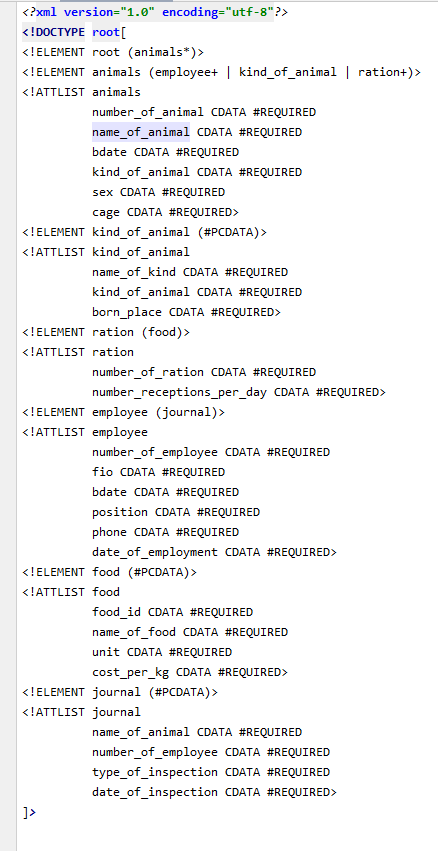 <?xml version="1.0" encoding="utf-8"?>
<!DOCTYPE root[
<!ELEMENT root (animals*)>
<!ELEMENT animals (employee+ | kind_of_animal | ration+)>
<!ATTLIST animals
number_of_animal CDATA #REQUIRED
name_of_animal CDATA #REQUIRED
bdate CDATA #REQUIRED
kind_of_animal CDATA #REQUIRED
sex CDATA #REQUIRED
cage CDATA #REQUIRED>
<!ELEMENT kind_of_animal (#PCDATA)>
<!ATTLIST kind_of_animal
name_of_kind CDATA #REQUIRED
kind_of_animal CDATA #REQUIRED
born_place CDATA #REQUIRED>
<!ELEMENT ration (food)>
<!ATTLIST ration
number_of_ration CDATA #REQUIRED
number_receptions_per_day CDATA #REQUIRED>
<!ELEMENT employee (journal)>
<!ATTLIST employee
number_of_employee CDATA #REQUIRED
fio CDATA #REQUIRED
bdate CDATA #REQUIRED
position CDATA #REQUIRED
phone CDATA #REQUIRED
date_of_employment CDATA #REQUIRED>
<!ELEMENT food (#PCDATA)>
<!ATTLIST food
food_id CDATA #REQUIRED
name_of_food CDATA #REQUIRED
unit CDATA #REQUIRED
cost_per_kg CDATA #REQUIRED>
<!ELEMENT journal (#PCDATA)>
<!ATTLIST journal
name_of_animal CDATA #REQUIRED
number_of_employee CDATA #REQUIRED
type_of_inspection CDATA #REQUIRED
date_of_inspection CDATA #REQUIRED>
]>